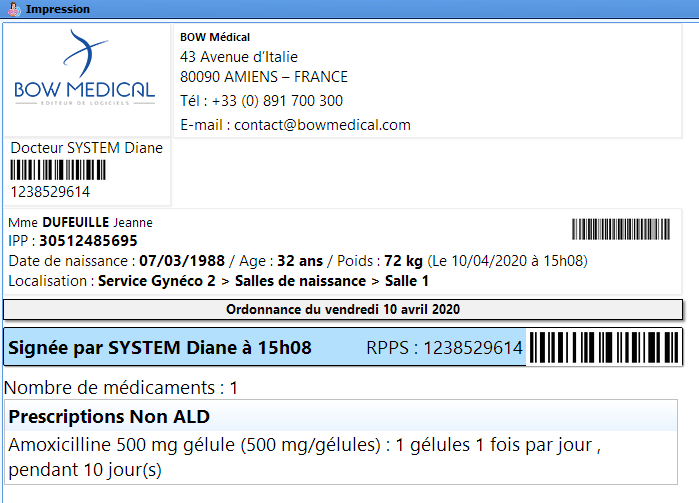 Impression
BOW MEDICAL
EDITEUR DE LOGICIELS
BOW Médical
43 Avenue d'Italie
80090 AMIENS – FRANCE
Tél : +33 (0) 891 700 300
E-mail : contact@bowmedical.com
Docteur SYSTEM Diane
1238529614
Mme DUFEUILLE Jeanne
IPP : 30512485695
Date de naissance : 07/03/1988 / Age : 32 ans / Poids : 72 kg (Le 10/04/2020 à 15h08)
Localisation : Service Gynéco 2 > Salles de naissance > Salle 1
Ordonnance du vendredi 10 avril 2020
Signée par SYSTEM Diane à 15h08 RPPS : 1238529614
Nombre de médicaments : 1
Prescriptions Non ALD
Amoxicilline 500 mg gélule (500 mg/gélules) : 1 gélules 1 fois par jour ,
pendant 10 jour(s)